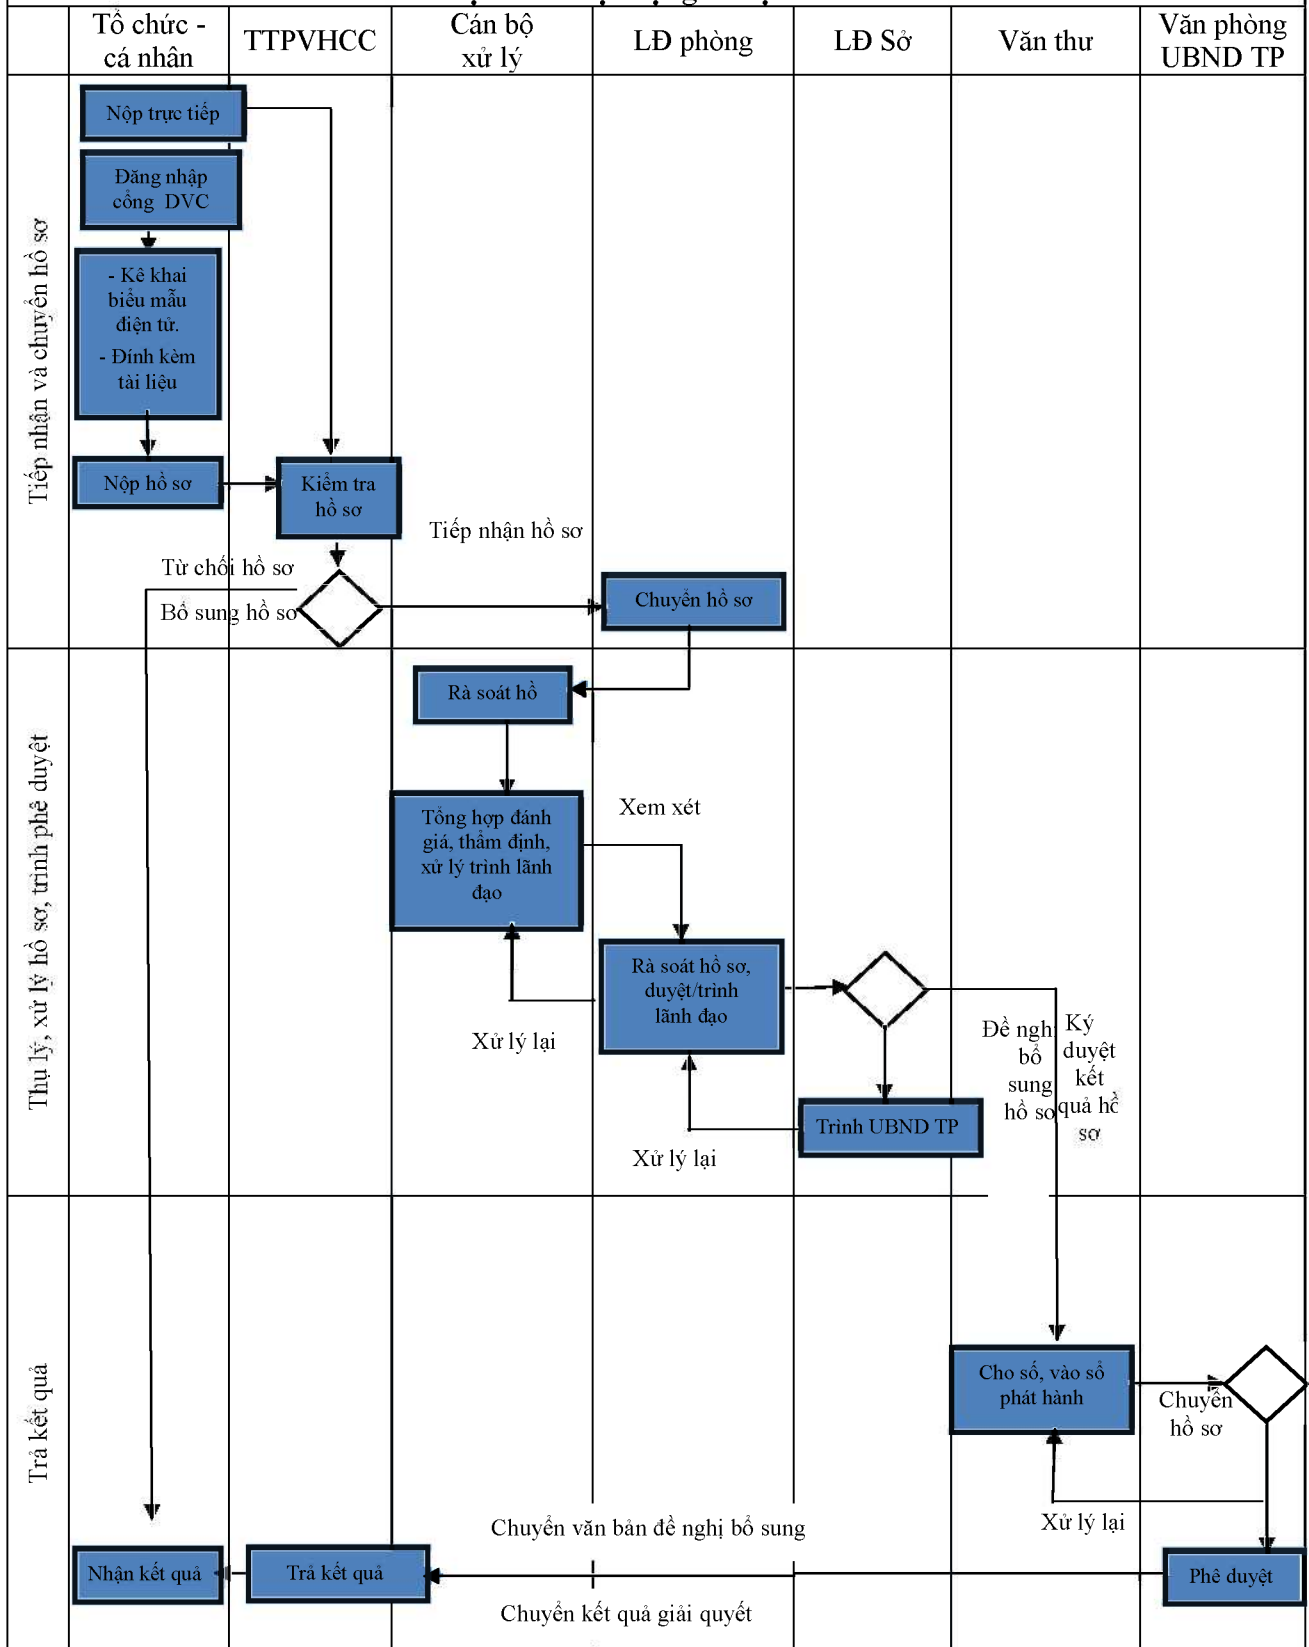 Tổ chức -
cá nhân
TTPVHCC
Cán bộ
xử lý
LĐ phòng
LĐ Sở
Văn thư
Văn phòng
UBND TP
Tiếp nhận và chuyển hồ sơ
Nộp trực tiếp
Đăng nhập
cổng DVC
- Kê khai
biểu mẫu
điện tử.
- Đính kèm
tài liệu
Nộp hồ sơ
Kiểm tra
hồ sơ
Tiếp nhận hồ sơ
Từ chối hồ sơ
Bổ sung hồ sơ
Chuyển hồ sơ
Thụ lý, xử lý hồ sơ, trình phê duyệt
Rà soát hồ
Tổng hợp đánh
giá, thẩm định,
xử lý trình lãnh
đạo
Xem xét
Rà soát hồ sơ,
duyệt/trình
lãnh đạo
Xử lý lại
Đề nghị
bổ
sung
hồ sơ
Ký
duyệt
kết
quả hồ
sơ
Trình UBND TP
Xử lý lại
Trả kết quả
Cho số, vào sổ
phát hành
Chuyển
hồ sơ
Xử lý lại
Chuyển văn bản đề nghị bổ sung
Nhận kết quả
Trả kết quả
Phê duyệt
Chuyển kết quả giải quyết